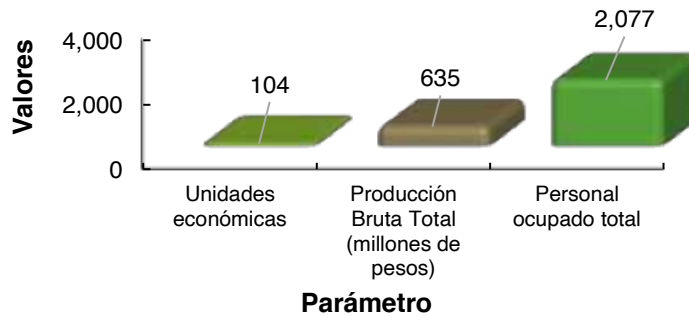 Valores
4,000
2,000
0
104
635
2,077
Unidades
económicas
Producción
Bruta Total
(millones de
pesos)
Personal
ocupado total
Parámetro